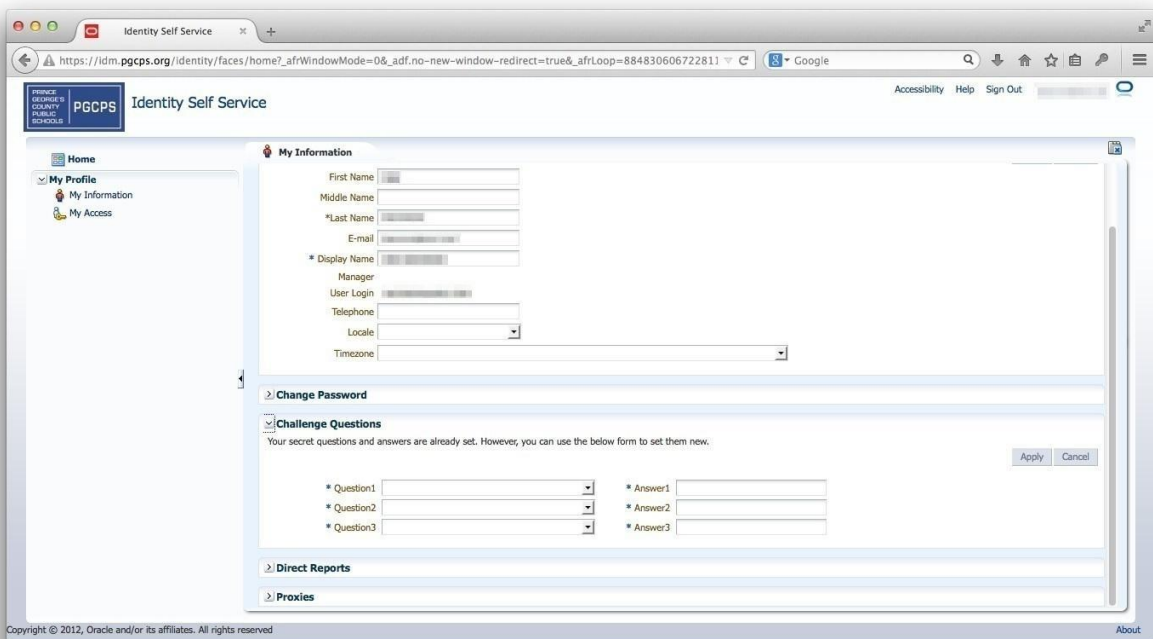 Identity Self Service
https://idm.pgcps.org/identity/faces/home?_afrWindowMode=0&_adf.no-new-window-redirect=true&_afrLoop=884830606722811 Google
PRINCE GEORGE'S COUNTY PUBLIC SCHOOLS PGCPS Identity Self Service
Accessibility Help Sign Out
Home
My Profile
My Information
My Access
My Information
First Name
Middle Name
*Last Name
E-mail
* Display Name
Manager
User Login
Telephone
Locale
Timezone
Change Password
Challenge Questions
Your secret questions and answers are already set. However, you can use the below form to set them new.
Apply Cancel
* Question1 * Answer1
* Question2 * Answer2
* Question3 * Answer3
Direct Reports
Proxies
Copyright © 2012, Oracle and/or its affiliates. All rights reserved About